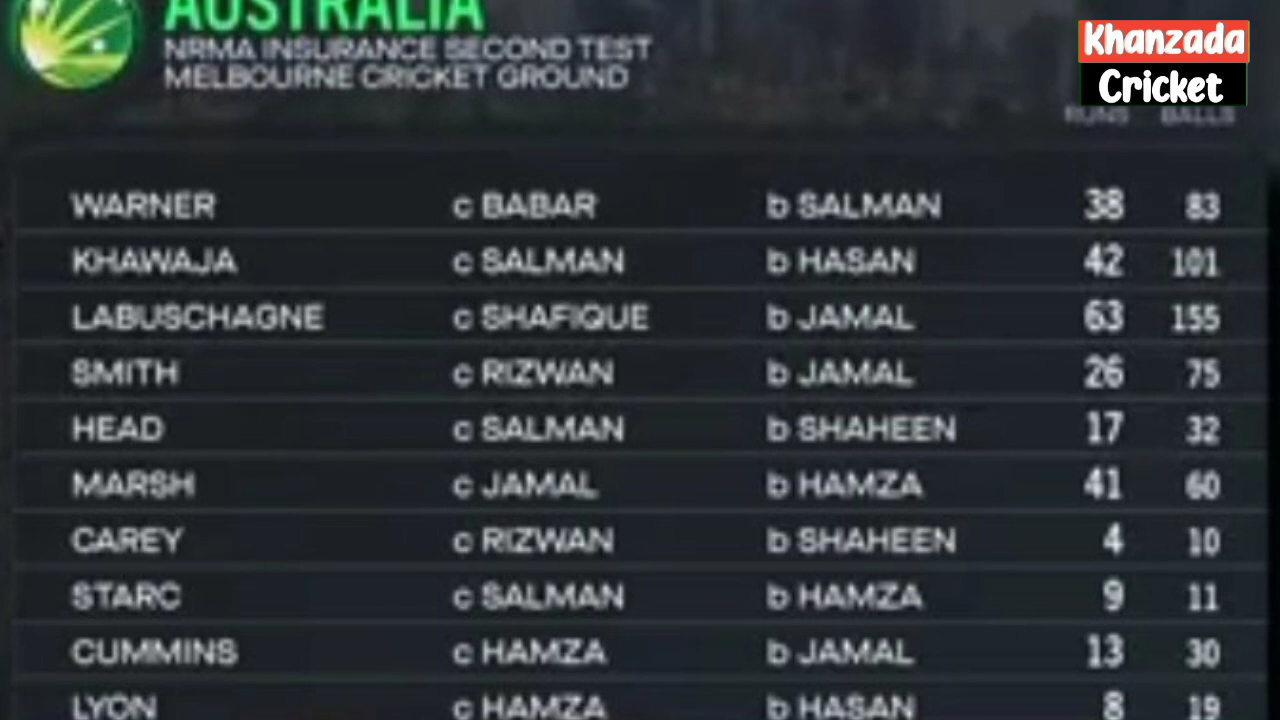 AUSTRALIA
NRMA INSURANCE SECOND TEST
MELBOURNE CRICKET GROUND
Khanzada
Cricket
RUNS BALLS
WARNER c BABAR b SALMAN 38 83
KHAWAJA c SALMAN b HASAN 42 101
LABUSCHAGNE c SHAFIQUE b JAMAL 63 155
SMITH c RIZWAN b JAMAL 26 75
HEAD c SALMAN b SHAHEEN 17 32
MARSH c JAMAL b HAMZA 41 60
CAREY c RIZWAN b SHAHEEN 4 10
STARC c SALMAN b HAMZA 9 11
CUMMINS c HAMZA b JAMAL 13 30
LYON c HAMZA b HASAN 8 19